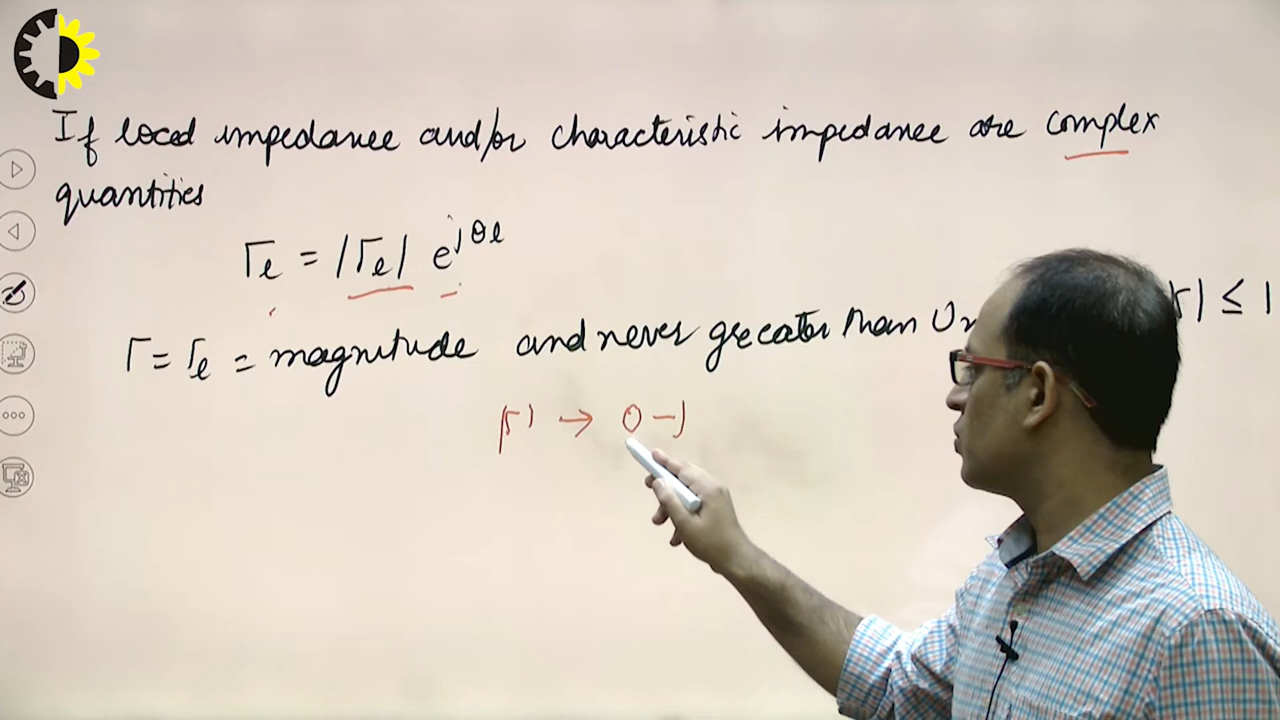 If load impedance and/or characteristic impedance are complex
quantities
Γℓ = |Γℓ| e^jθℓ
Γ = Γℓ = magnitude and never greater than Γ| ≤ 1
|Γ| → 0 – 1